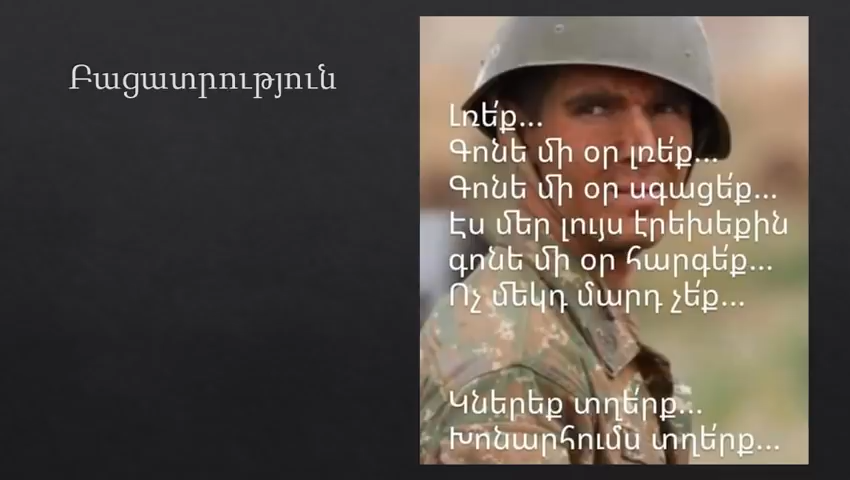 Բացատրություն
Լռե՛ք...
Գոնե մի օր լռե՛ք...
Գոնե մի օր սգացե՛ք...
Էս մեր լույս էրեխեքին
գոնե մի օր հարգե՛ք...
Ոչ մեկդ մարդ չե՛ք...
Կներեք տղե՛րք...
Խոնարհումս տղե՛րք...